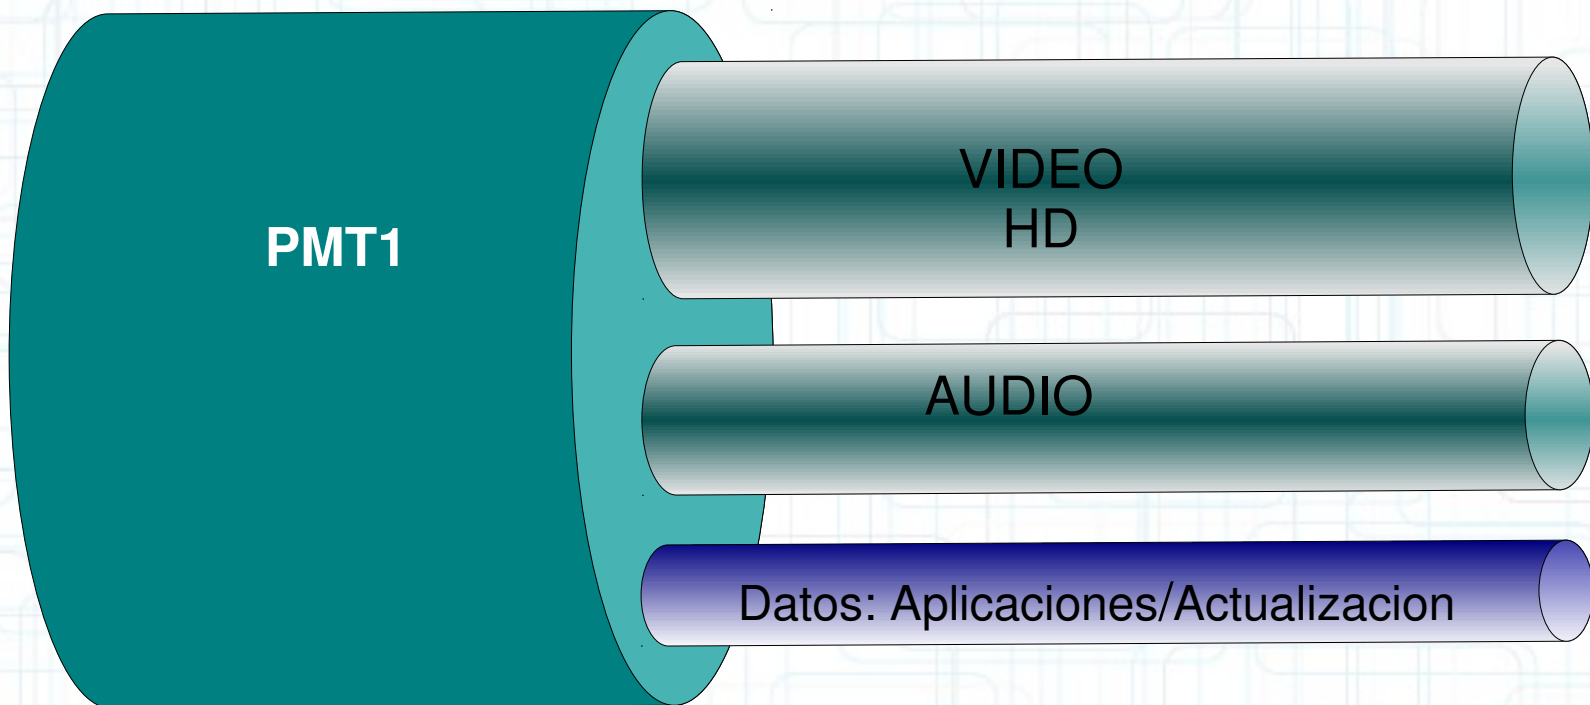 PMT1
VIDEO
HD
AUDIO
Datos: Aplicaciones/Actualizacion